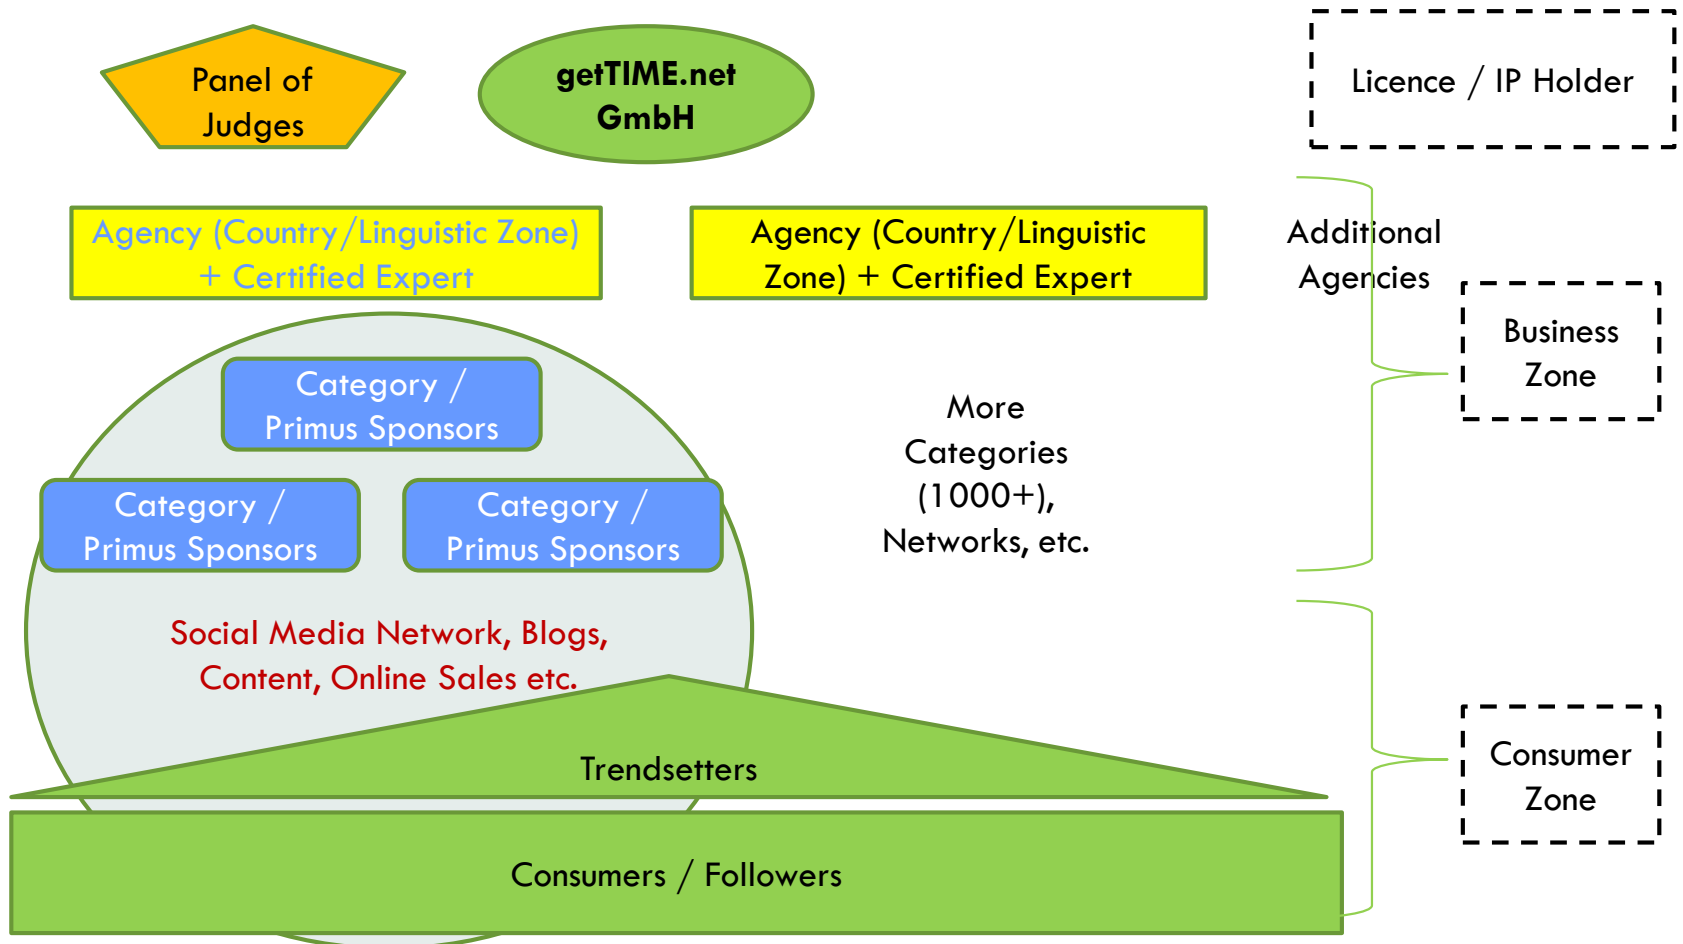 Panel of
Judges
getTIME.net
GmbH
Licence / IP Holder
Agency (Country/Linguistic Zone)
+ Certified Expert
Agency (Country/Linguistic
Zone) + Certified Expert
Additional
Agencies
Business
Zone
Category /
Primus Sponsors
Category /
Primus Sponsors
Category /
Primus Sponsors
More
Categories
(1000+),
Networks, etc.
Social Media Network, Blogs,
Content, Online Sales etc.
Trendsetters
Consumer
Zone
Consumers / Followers